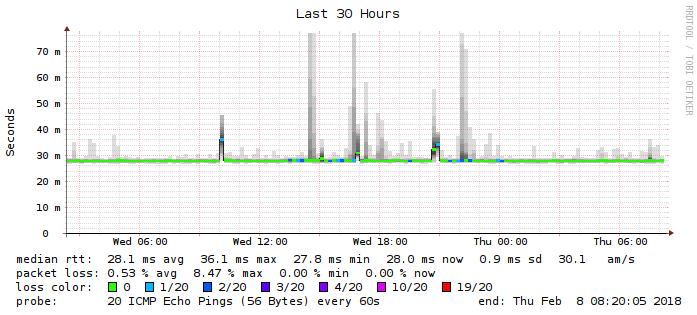 Last 30 Hours
RRDTOOL / TOBI OETIKER
Seconds
70 m
60 m
50 m
40 m
30 m
20 m
10 m
0
Wed 06:00 Wed 12:00 Wed 18:00 Thu 00:00 Thu 06:00
median rtt: 28.1 ms avg 36.1 ms max 27.8 ms min 28.0 ms now 0.9 ms sd 30.1 am/s
packet loss: 0.53 % avg 8.47 % max 0.00 % min 0.00 % now
loss color: 0 1/20 2/20 3/20 4/20 10/20 19/20
probe: 20 ICMP Echo Pings (56 Bytes) every 60s end: Thu Feb 8 08:20:05 2018